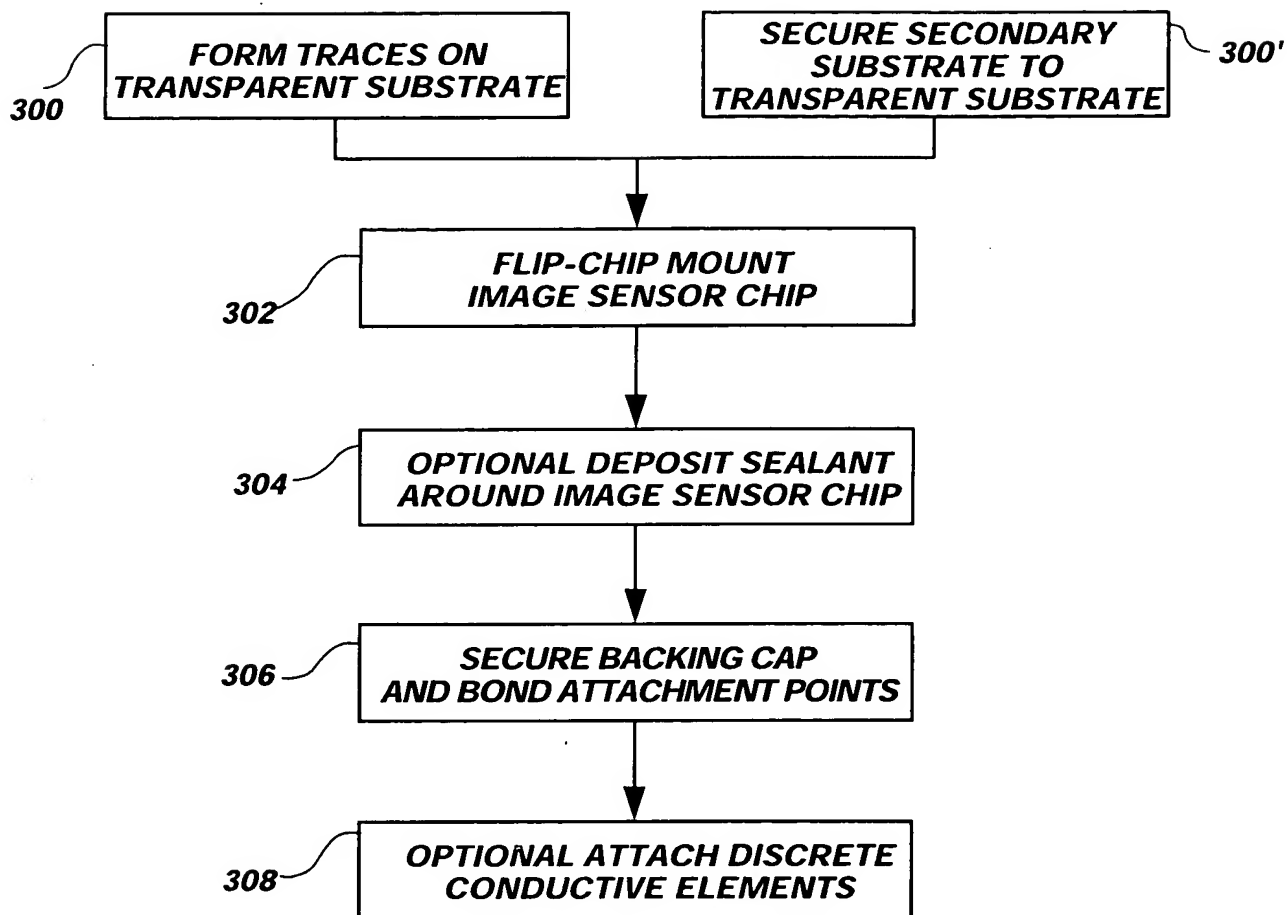 FORM TRACES ON
TRANSPARENT SUBSTRATE
300
SECURE SECONDARY
SUBSTRATE TO
TRANSPARENT SUBSTRATE
300'
FLIP-CHIP MOUNT
IMAGE SENSOR CHIP
302
OPTIONAL DEPOSIT SEALANT
AROUND IMAGE SENSOR CHIP
304
SECURE BACKING CAP
AND BOND ATTACHMENT POINTS
306
OPTIONAL ATTACH DISCRETE
CONDUCTIVE ELEMENTS
308